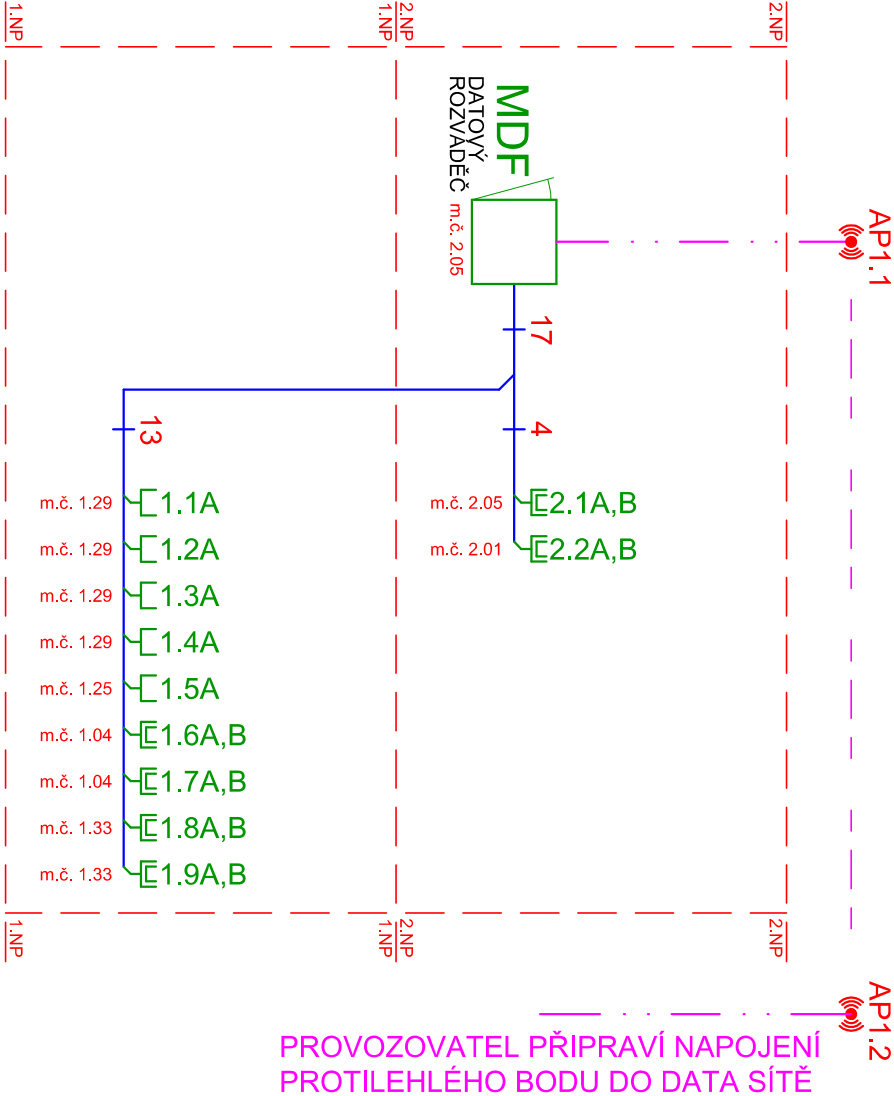 1.NP
1.NP
2.NP
2.NP
AP1.1
MDF
DATOVÝ
ROZVADĚČ
m.č. 2.05
17
4
13
m.č. 2.05
2.1A,B
m.č. 2.01
2.2A,B
m.č. 1.29
1.1A
m.č. 1.29
1.2A
m.č. 1.29
1.3A
m.č. 1.29
1.4A
m.č. 1.25
1.5A
m.č. 1.04
1.6A,B
m.č. 1.04
1.7A,B
m.č. 1.33
1.8A,B
m.č. 1.33
1.9A,B
1.NP
1.NP
2.NP
2.NP
AP1.2
PROVOZOVATEL PŘIPRAVÍ NAPOJENÍ
PROTILEHLÉHO BODU DO DATA SÍTĚ